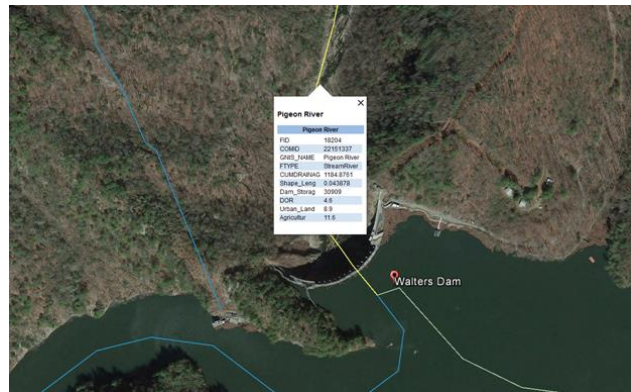 Pigeon River
Pigeon River
FID 18204
COMID 22151337
GNIS_NAME Pigeon River
FTYPE StreamRiver
CUMDRAINAG 1184.8761
Shape_Leng 0.043878
Dam_Storag 30909
DOR 4.6
Urban_Land 8.9
Agricultur 11.6
Walters Dam